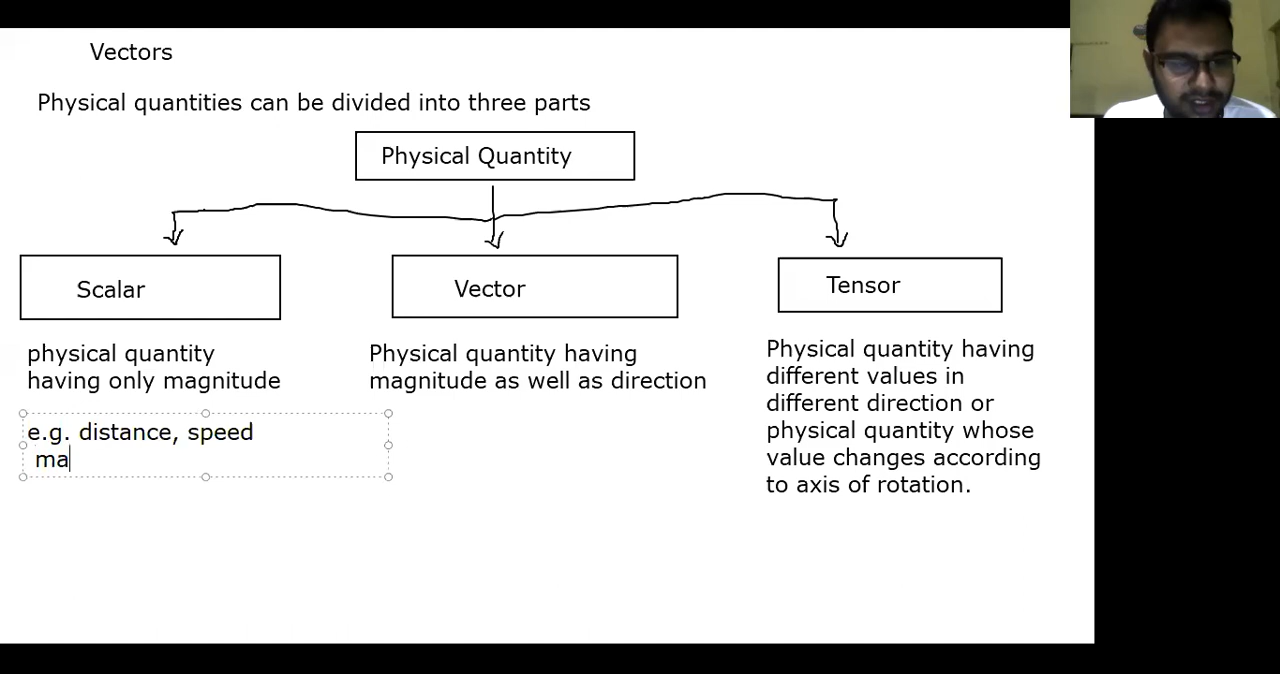 Vectors
Physical quantities can be divided into three parts
Physical Quantity
Scalar
Vector
Tensor
physical quantity
having only magnitude
e.g. distance, speed
ma
Physical quantity having
magnitude as well as direction
Physical quantity having
different values in
different direction or
physical quantity whose
value changes according
to axis of rotation.